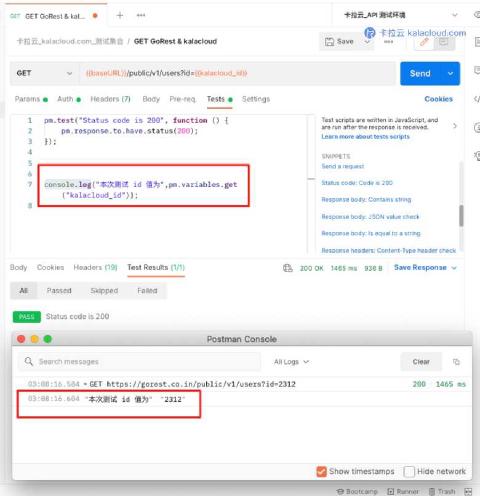 GET GoRest & kal...
卡拉云_API 测试环境
卡拉云_kalacloud.com_测试集合 / GET GoRest & kalacloud
卡拉云 kalacloud.com
Save
GET
{{baseURL}}/public/v1/users?id={{kalacloud_id}}
Send
Params Auth Headers (7) Body Pre-req. Tests Settings Cookies
1 pm.test("Status code is 200", function () {
2 pm.response.to.have.status(200);
3 });
4
5
6
7 console.log("本次测试 id 值为",pm.variables.get
("kalacloud_id"));
8
Test scripts are written in JavaScript, and
are run after the response is received.
Learn more about tests scripts
SNIPPETS
Send a request
Status code: Code is 200
Response body: Contains string
Response body: JSON value check
Response body: Is equal to a string
Response headers: Content-Type header check
Body Cookies Headers (19) Test Results (1/1)
200 OK 1465 ms 936 B Save Response
All Passed Skipped Failed
PASS Status code is 200
Postman Console
Search messages All Logs Clear
03:08:16.584 GET https://gorest.co.in/public/v1/users?id=2312 200 1465 ms
03:08:16.604 "本次测试 id 值为" "2312"
Show timestamps Hide network
Bootcamp Runner Trash